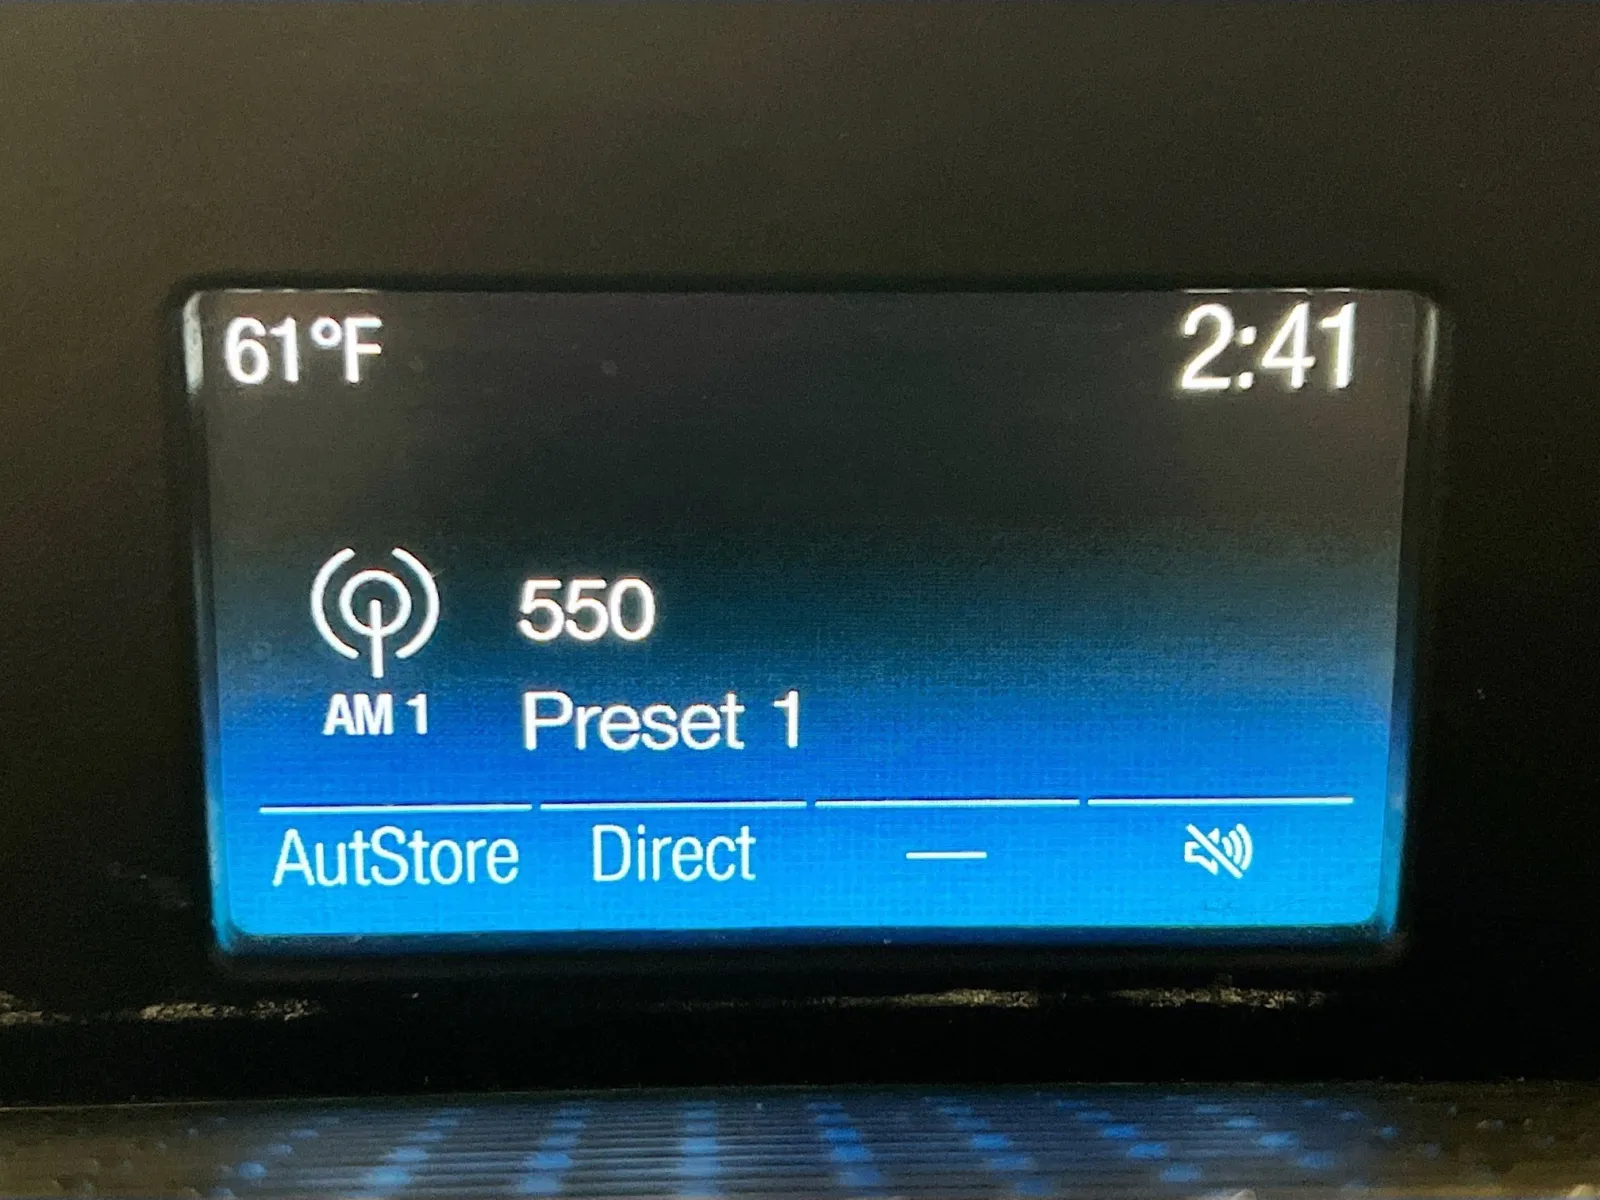 61°F 2:41
550
AM 1 Preset 1
AutStore Direct —